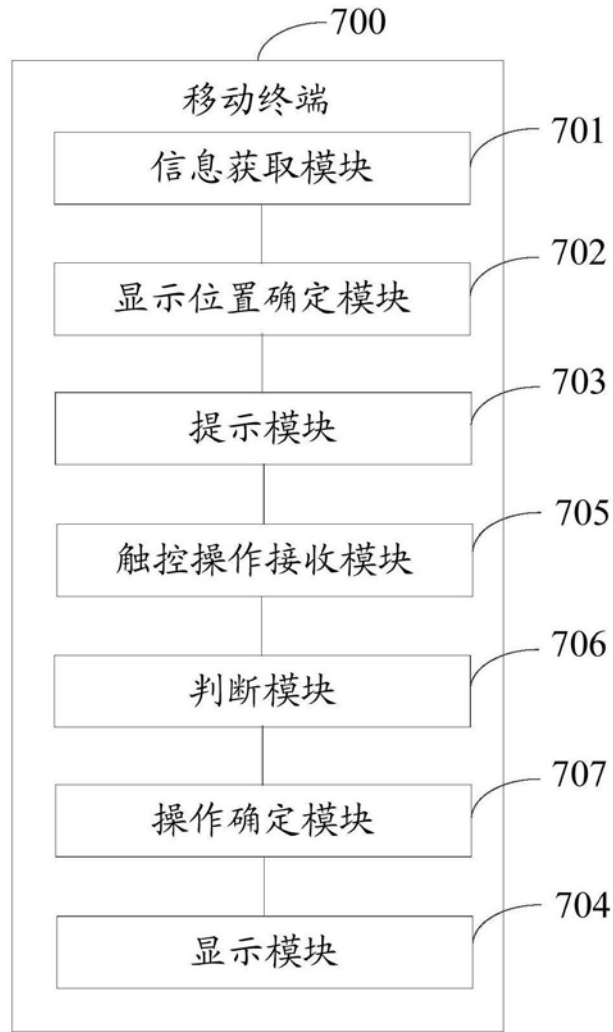 700
移动终端
701
信息获取模块
702
显示位置确定模块
703
提示模块
705
触控操作接收模块
706
判断模块
707
操作确定模块
704
显示模块